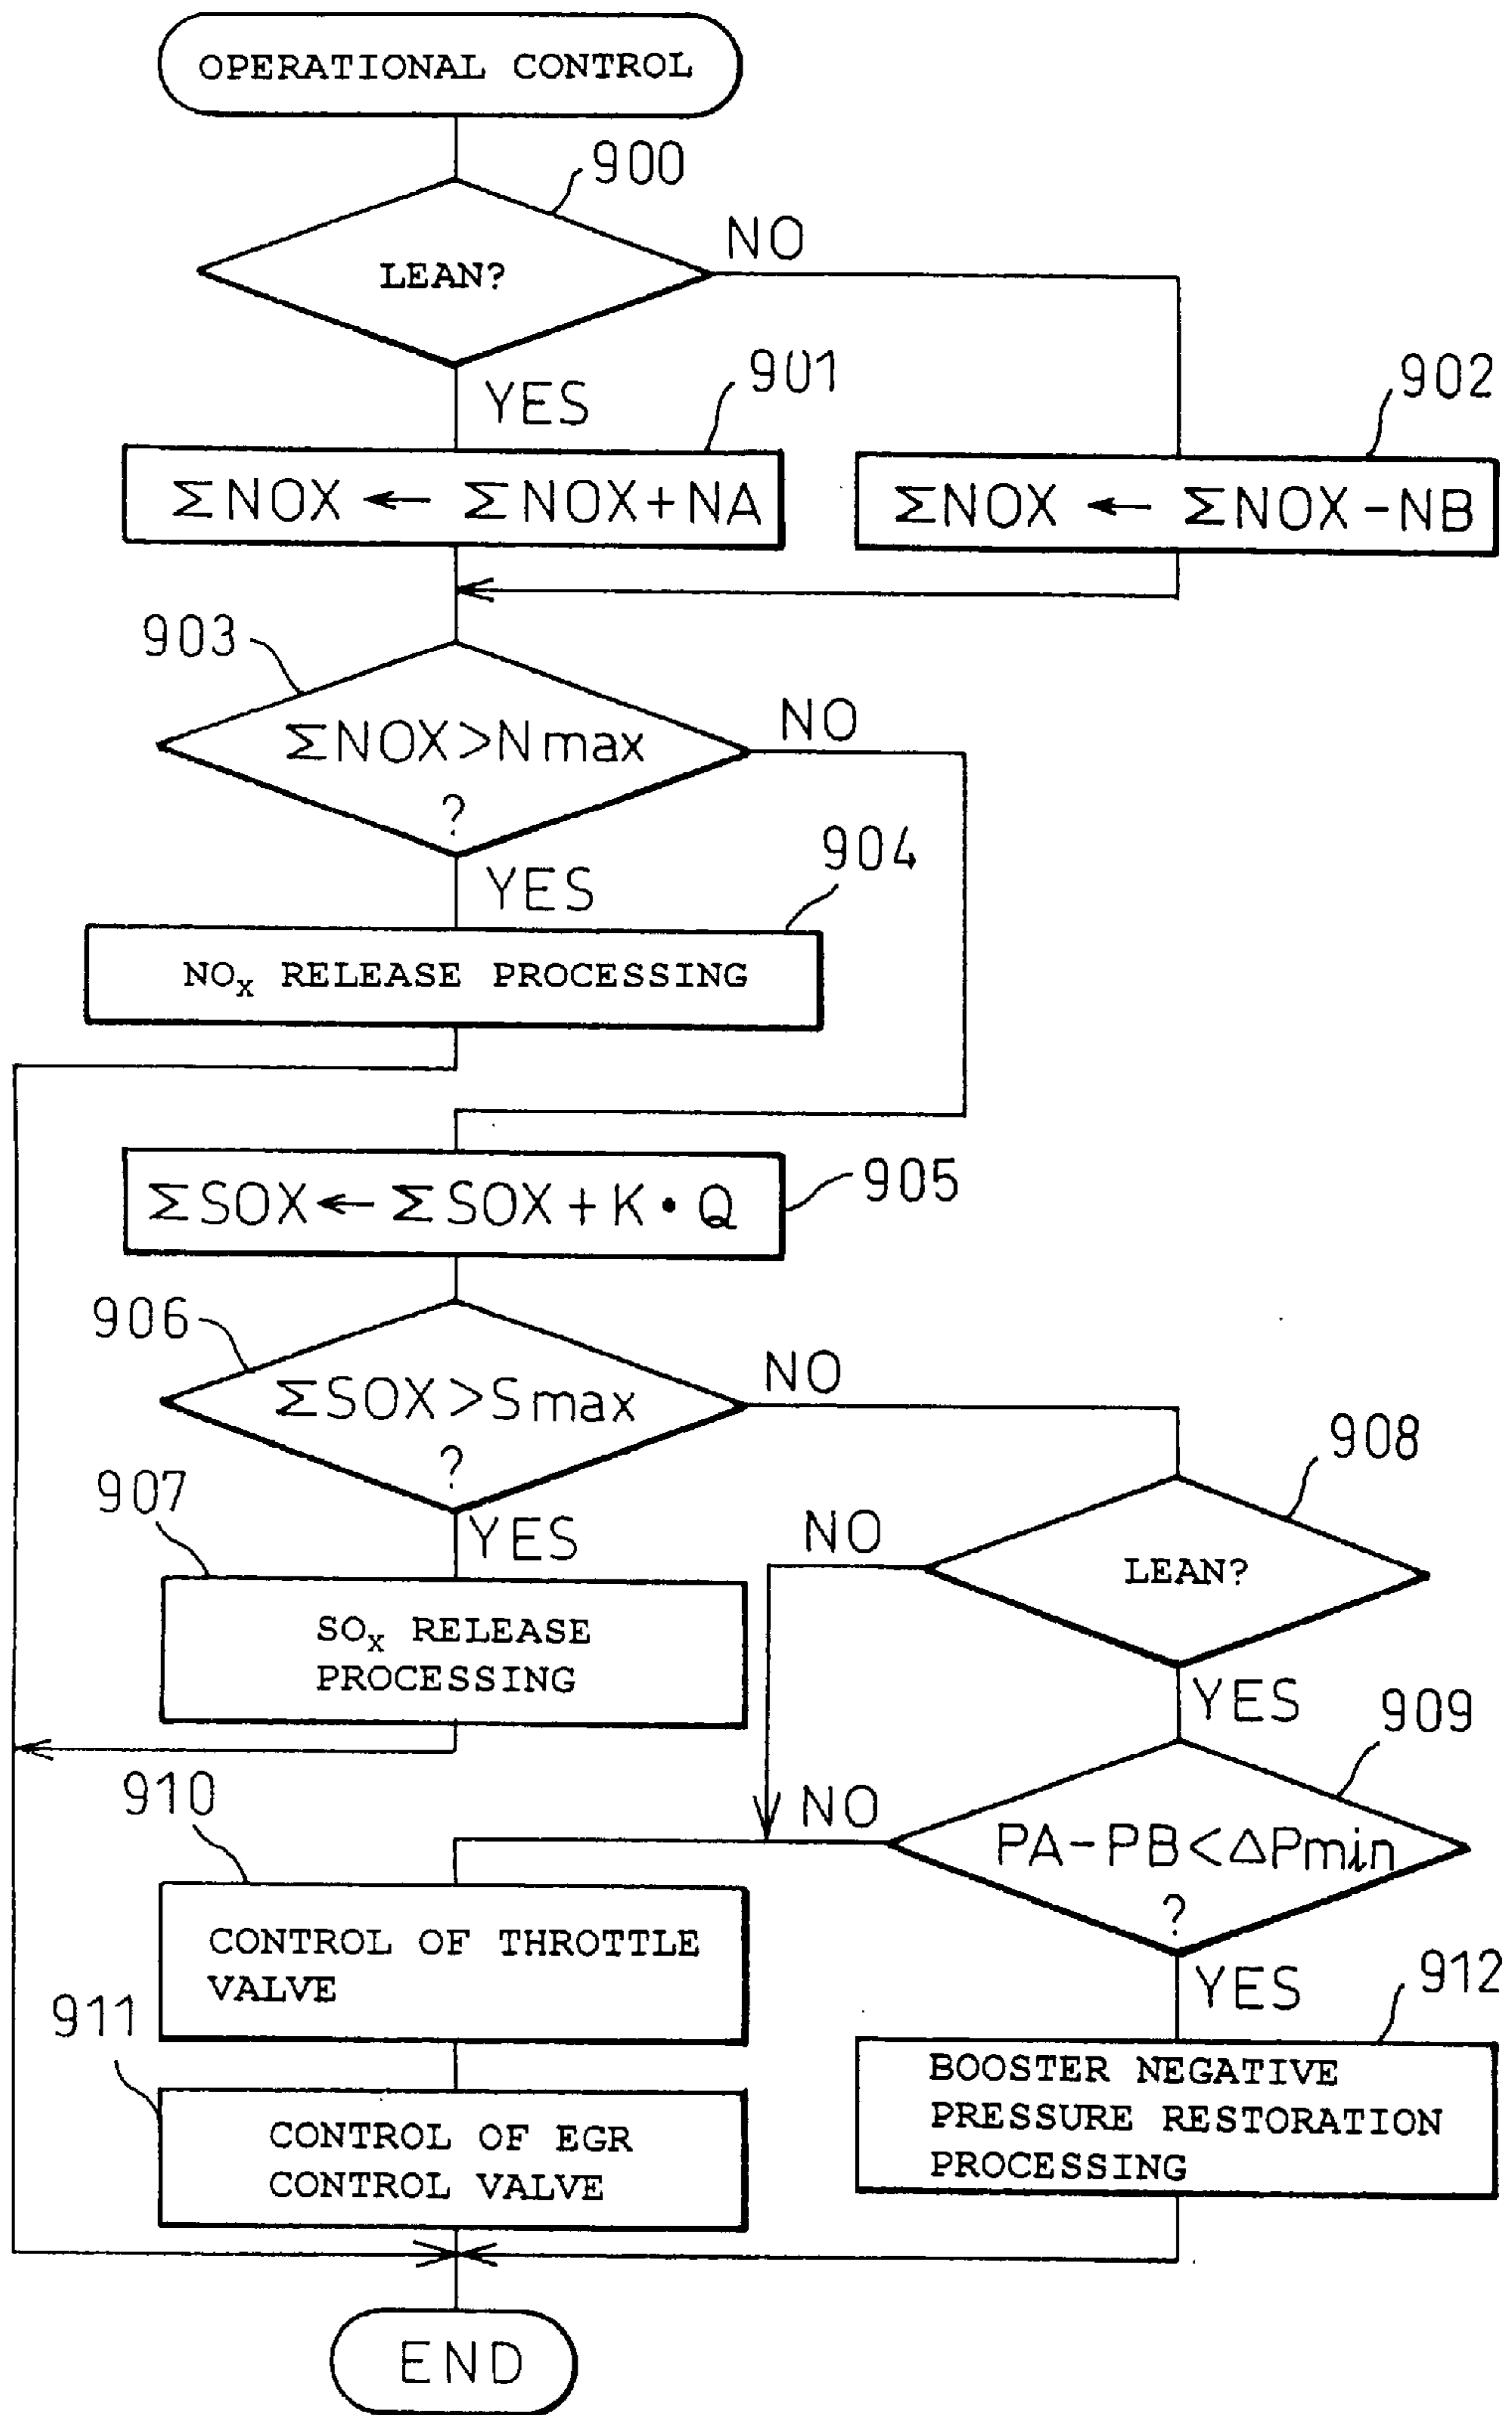 OPERATIONAL CONTROL
900
LEAN?
NO
YES
901
ΣNOX ← ΣNOX+NA
902
ΣNOX ← ΣNOX-NB
903
ΣNOX>Nmax
?
NO
YES
904
NOx RELEASE PROCESSING
905
ΣSOX← ΣSOX+K•Q
906
ΣSOX>Smax
?
NO
YES
907
SOx RELEASE
PROCESSING
908
LEAN?
NO
YES
909
PA-PB<ΔPmin
?
NO
YES
910
CONTROL OF THROTTLE
VALVE
911
CONTROL OF EGR
CONTROL VALVE
912
BOOSTER NEGATIVE
PRESSURE RESTORATION
PROCESSING
END